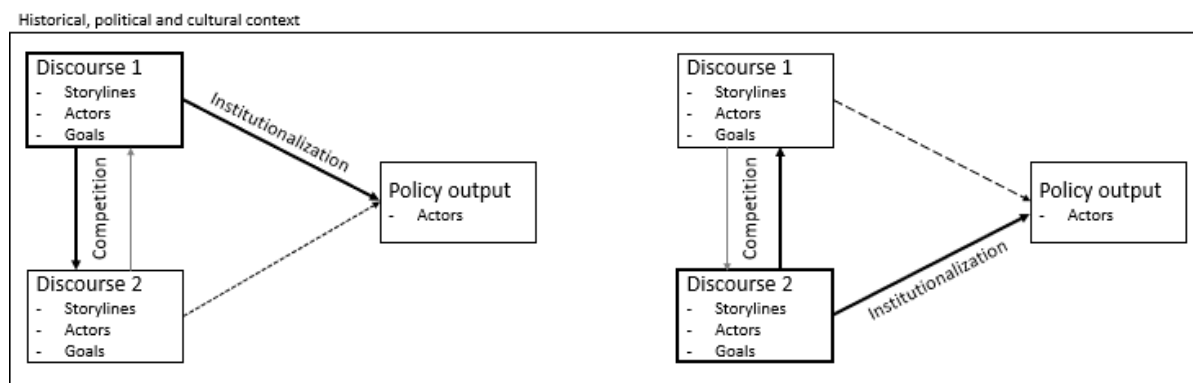 Historical, political and cultural context
Discourse 1
- Storylines
- Actors
- Goals
Institutionalization
Competition
Policy output
- Actors
Discourse 2
- Storylines
- Actors
- Goals
Discourse 1
- Storylines
- Actors
- Goals
Competition
Policy output
- Actors
Discourse 2
- Storylines
- Actors
- Goals
Institutionalization